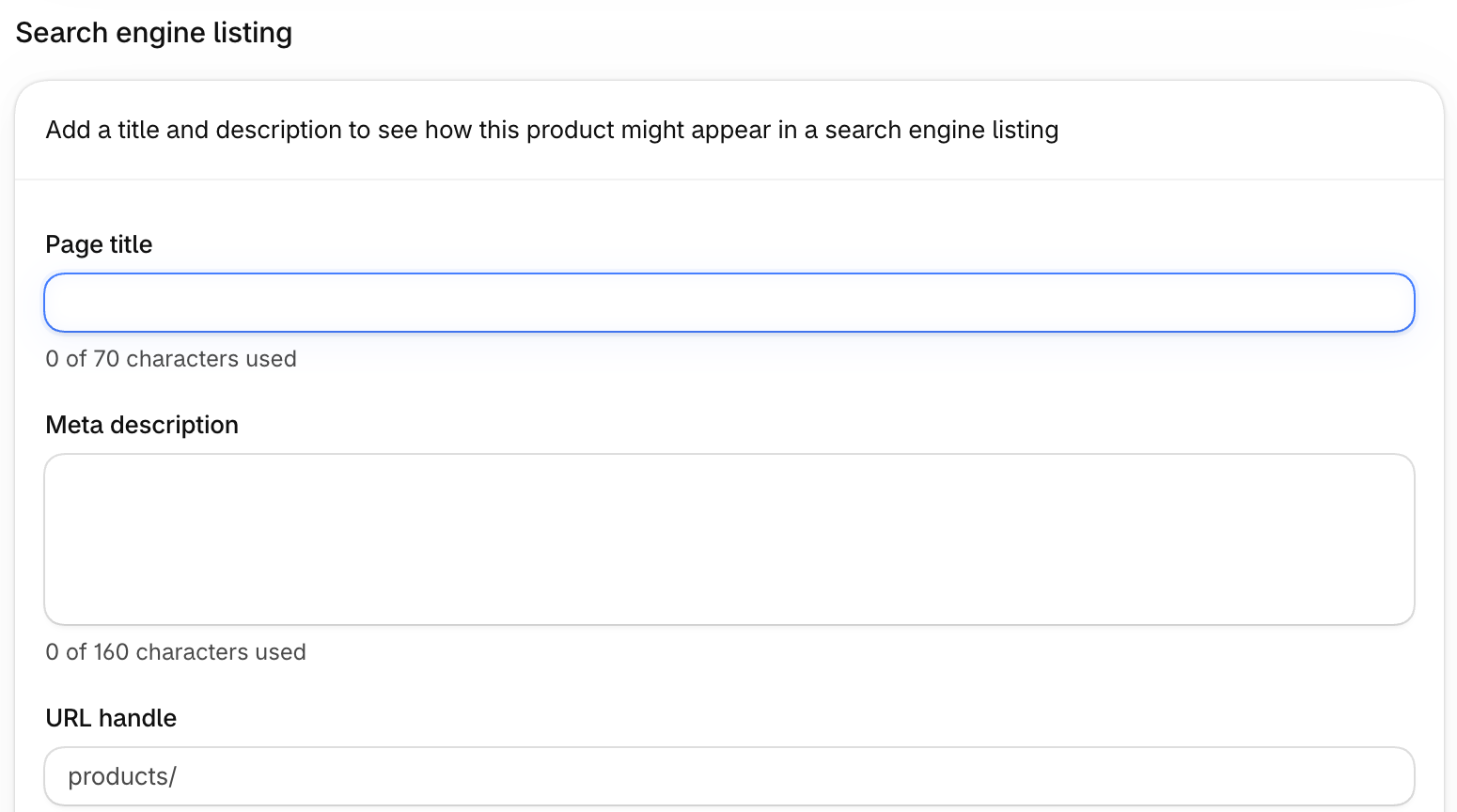 Search engine listing
Add a title and description to see how this product might appear in a search engine listing
Page title
0 of 70 characters used
Meta description
0 of 160 characters used
URL handle
products/